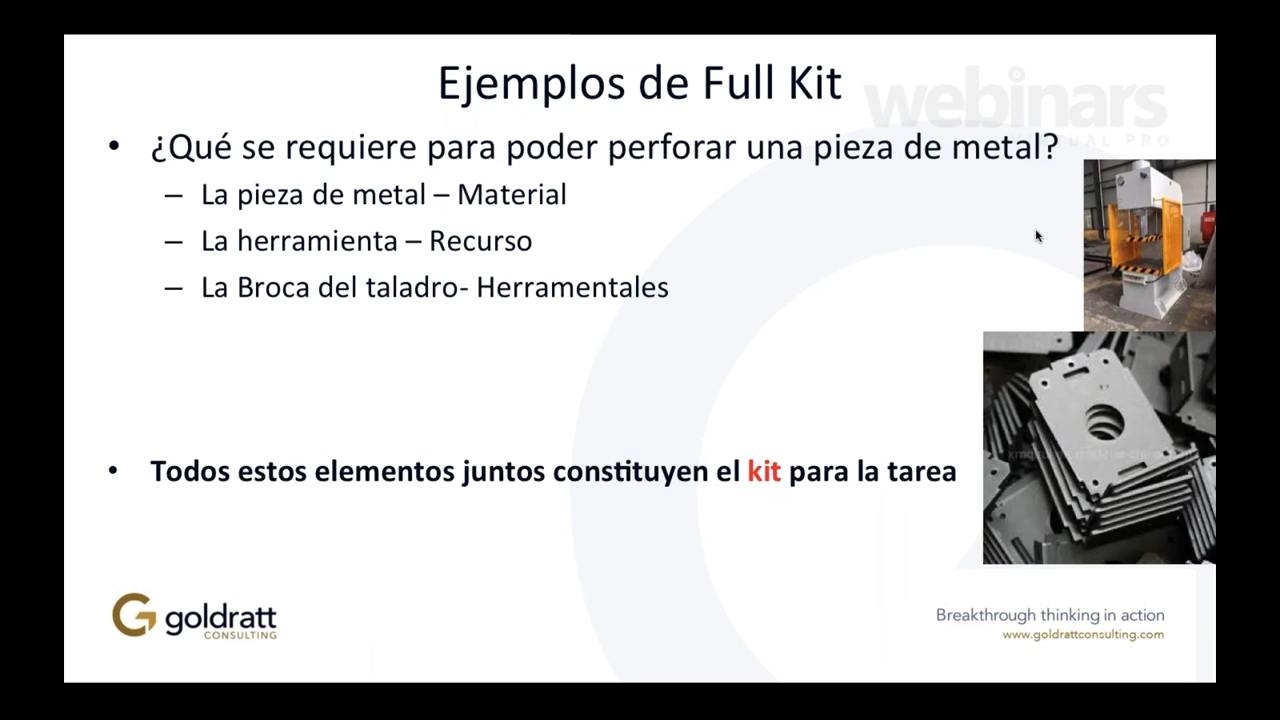 Ejemplos de Full Kit
webinars
• ¿Qué se requiere para poder perforar una pieza de metal?
– La pieza de metal – Material
– La herramienta – Recurso
– La Broca del taladro- Herramentales
• Todos estos elementos juntos constituyen el kit para la tarea
goldratt
CONSULTING
Breakthrough thinking in action
www.goldrattconsulting.com